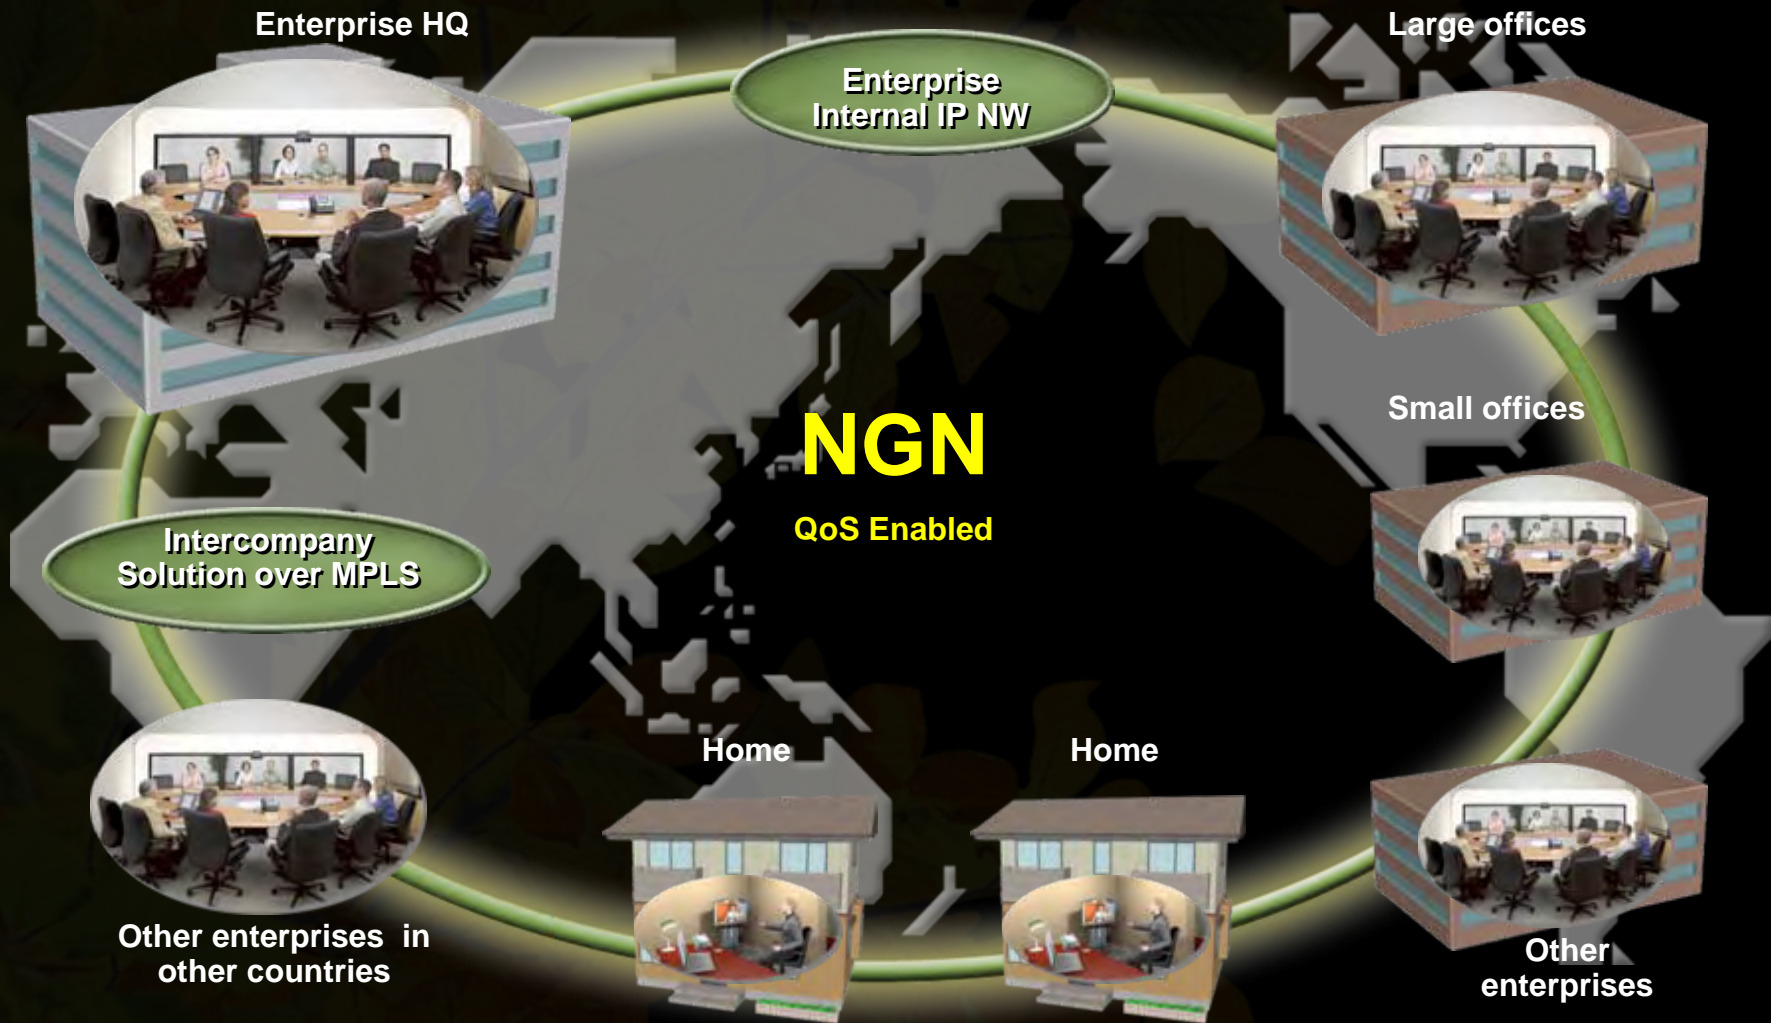 Enterprise HQ
Large offices
Enterprise
Internal IP NW
Small offices
NGN
QoS Enabled
Intercompany
Solution over MPLS
Home
Home
Other enterprises in
other countries
Other
enterprises